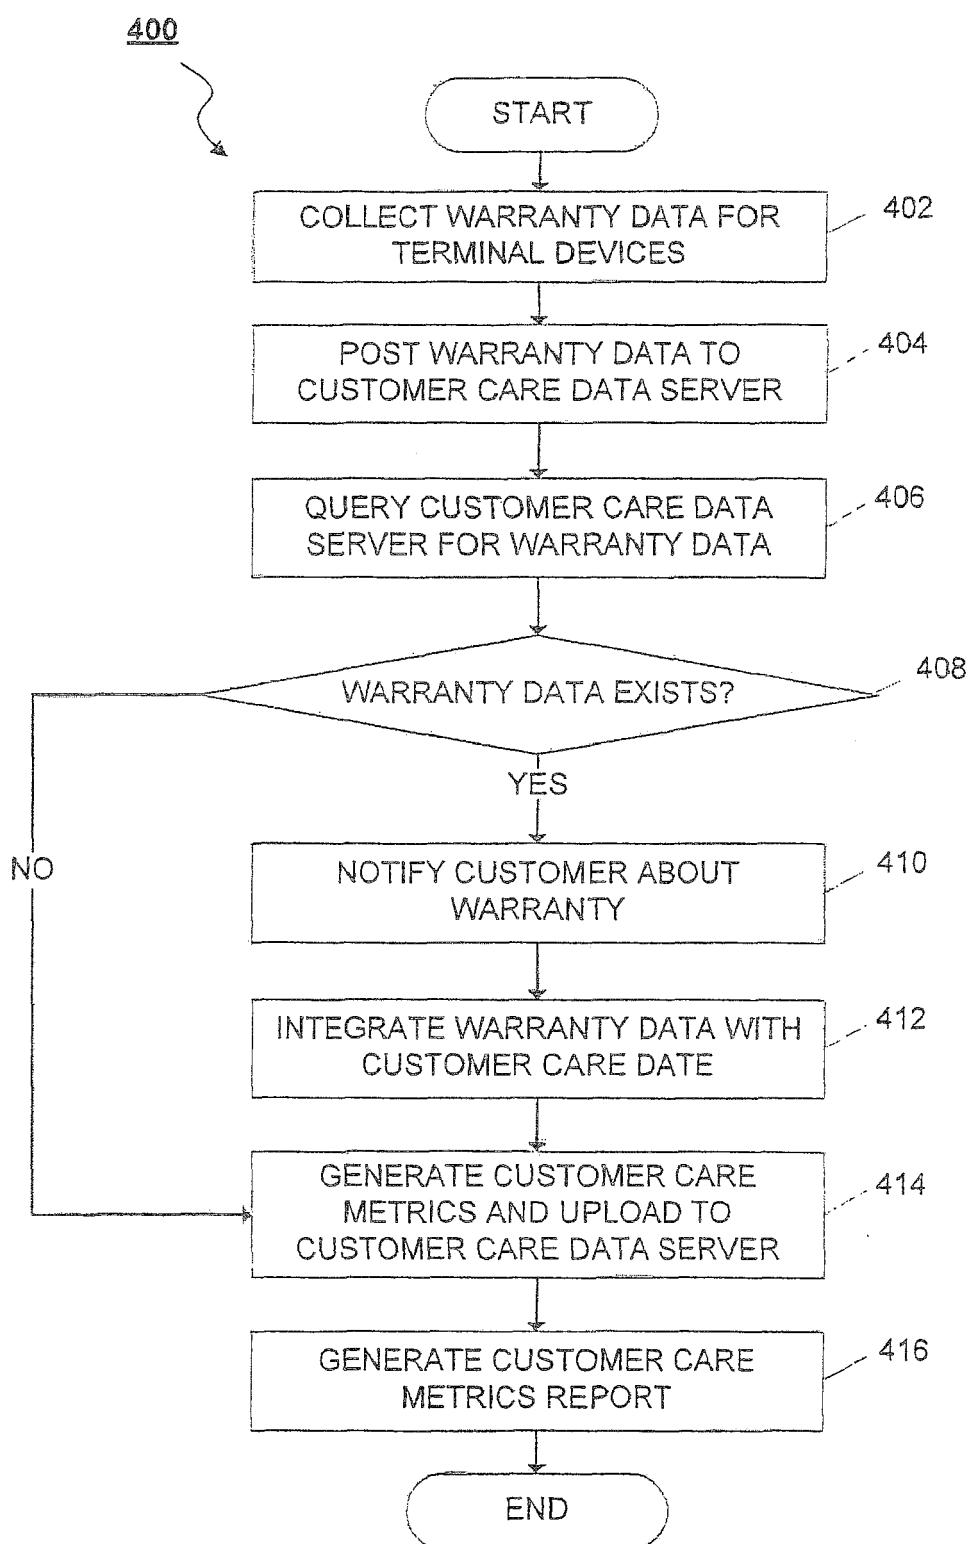 400
START
COLLECT WARRANTY DATA FOR
TERMINAL DEVICES
402
POST WARRANTY DATA TO
CUSTOMER CARE DATA SERVER
404
QUERY CUSTOMER CARE DATA
SERVER FOR WARRANTY DATA
406
WARRANTY DATA EXISTS?
408
YES
NO
NOTIFY CUSTOMER ABOUT
WARRANTY
410
INTEGRATE WARRANTY DATA WITH
CUSTOMER CARE DATE
412
GENERATE CUSTOMER CARE
METRICS AND UPLOAD TO
CUSTOMER CARE DATA SERVER
414
GENERATE CUSTOMER CARE
METRICS REPORT
416
END